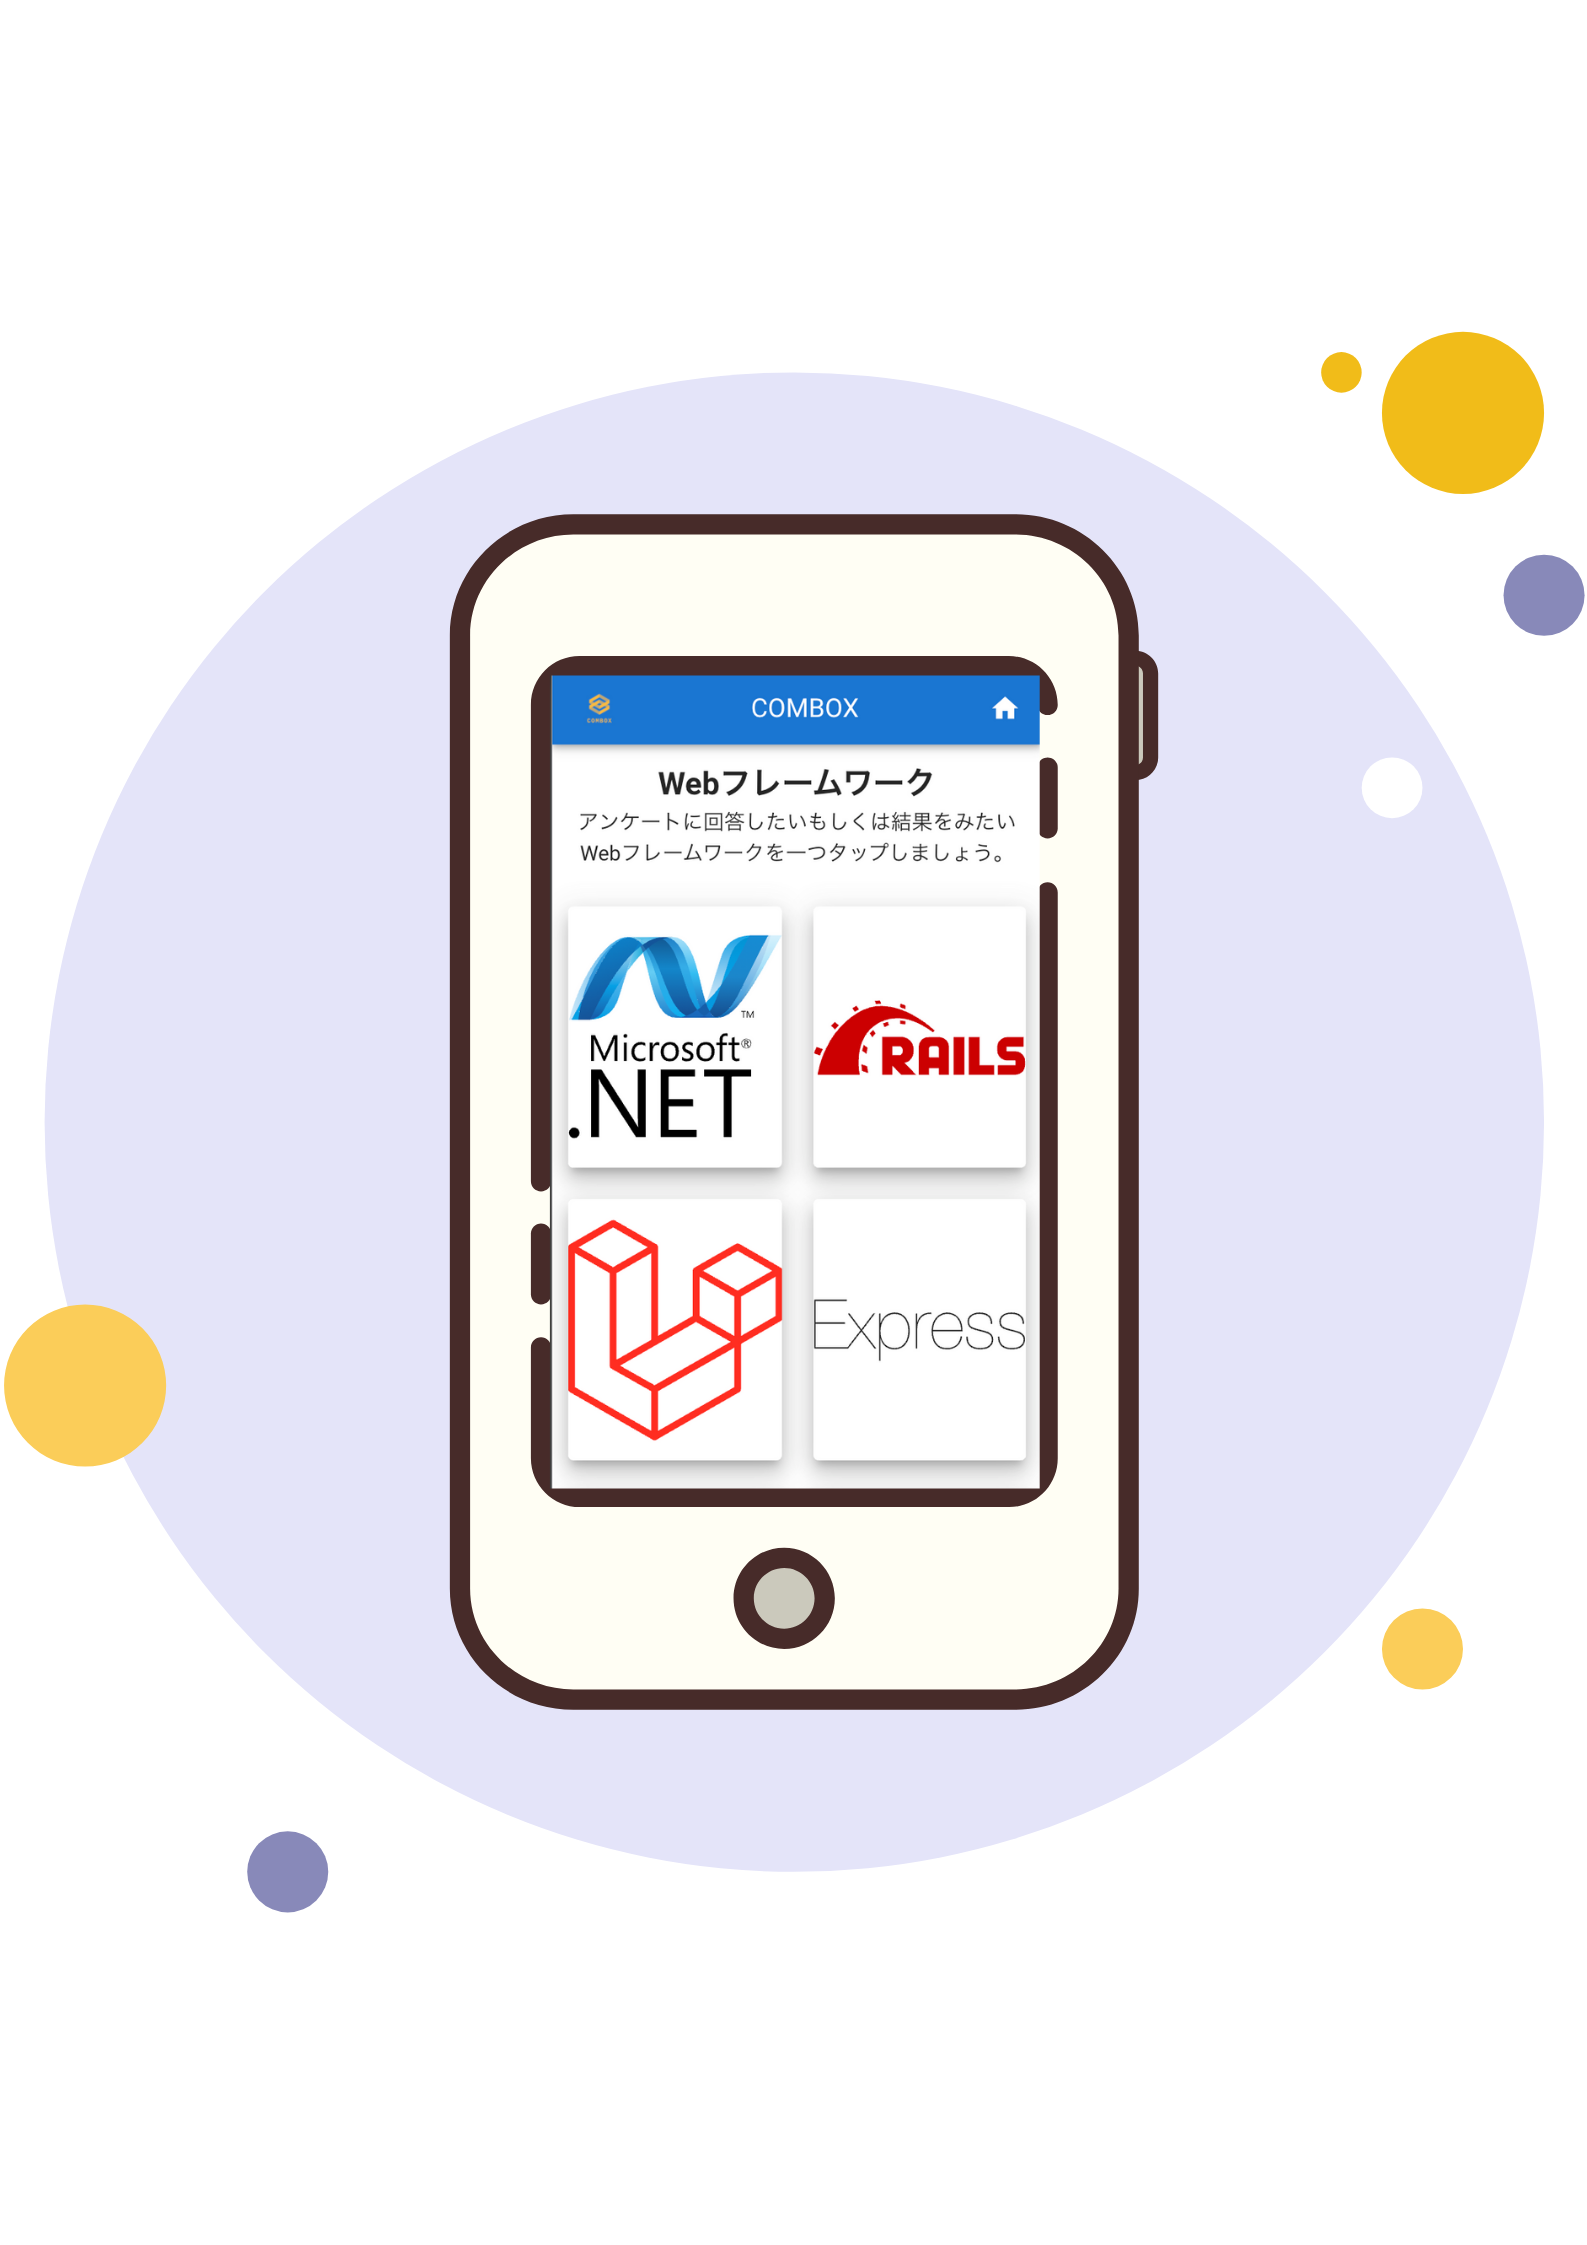 COMBOX
COMBOX
Webフレームワーク
アンケートに回答したいもしくは結果をみたい
Webフレームワークを一つタップしましょう。
TM
Microsoft®
.NET
RAILS
Express